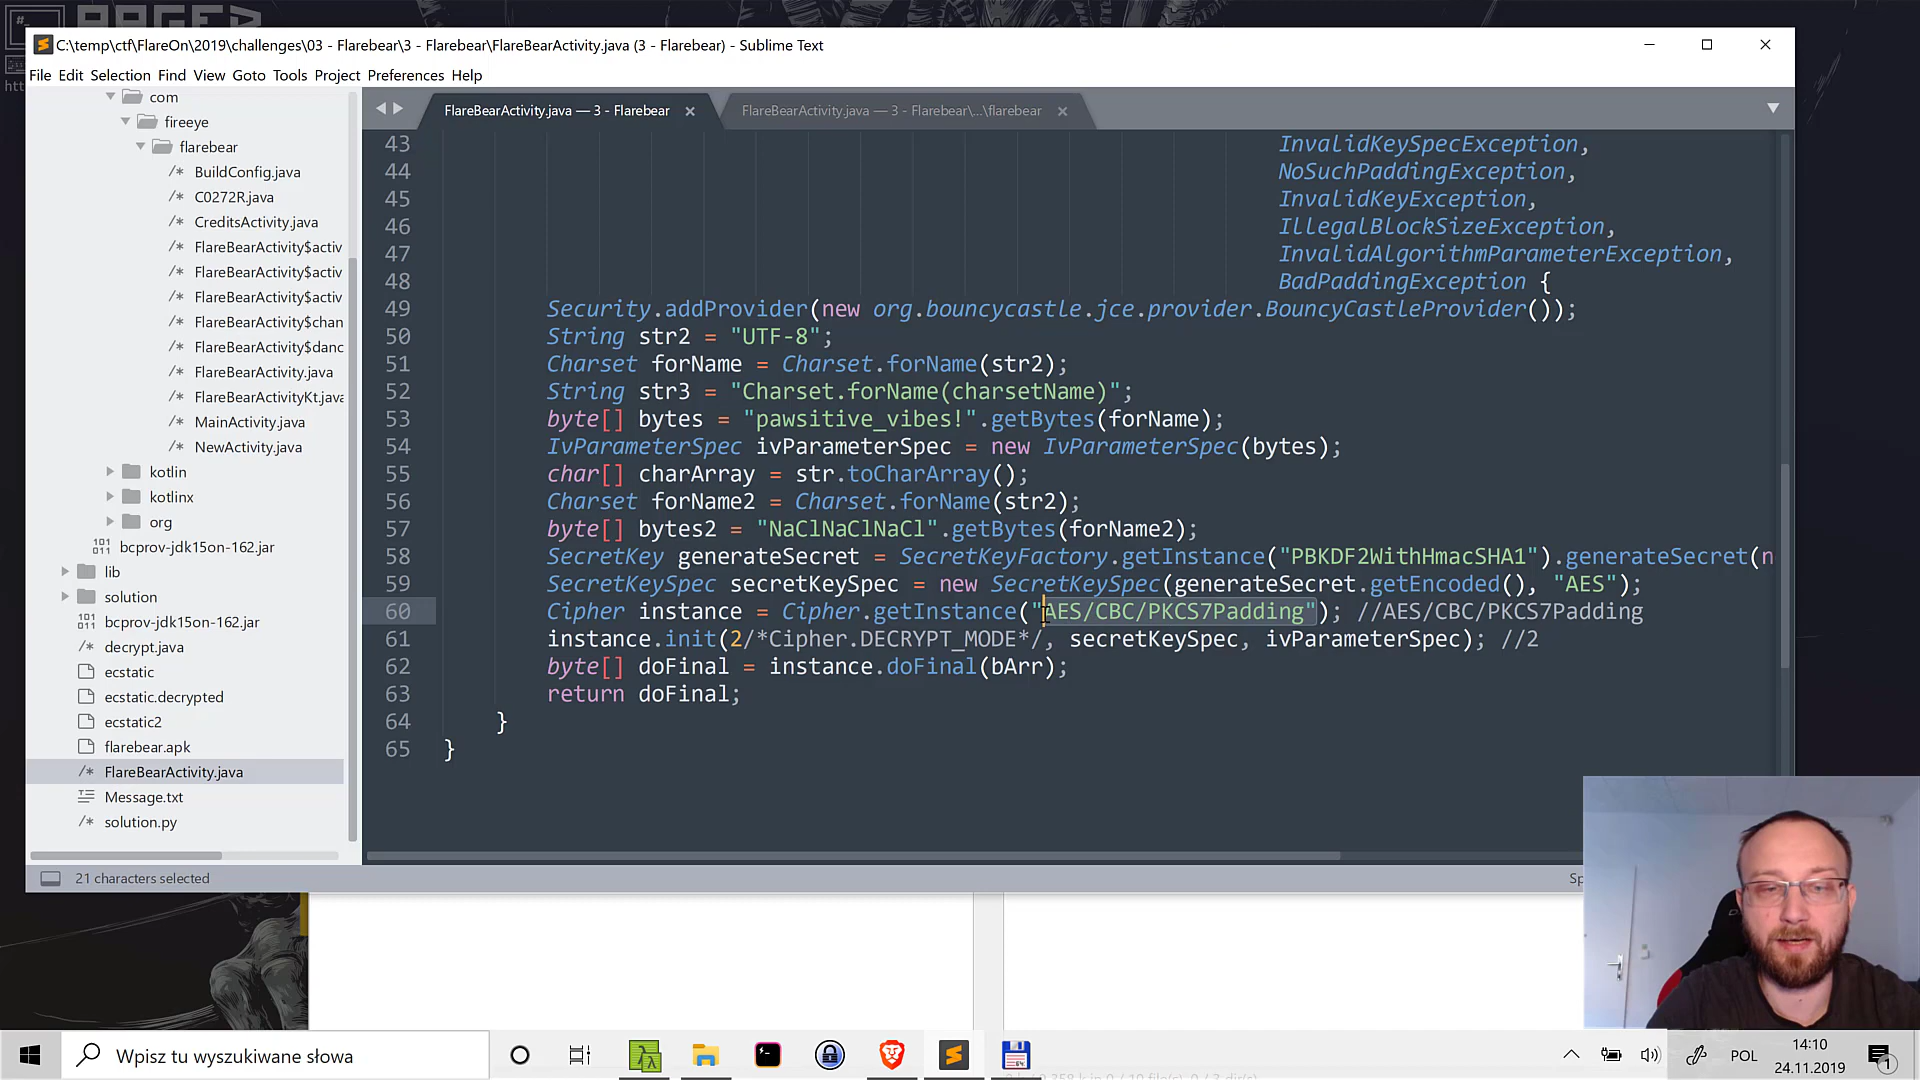 C:\temp\ctf\FlareOn\2019\challenges\03 - Flarebear\3 - Flarebear\FlareBearActivity.java (3 - Flarebear) - Sublime Text
File Edit Selection Find View Goto Tools Project Preferences Help
com
fireeye
flarebear
BuildConfig.java
C0272R.java
CreditsActivity.java
FlareBearActivity$activ
FlareBearActivity$activ
FlareBearActivity$activ
FlareBearActivity$chan
FlareBearActivity$danc
FlareBearActivity.java
FlareBearActivityKt.java
MainActivity.java
NewActivity.java
kotlin
kotlinx
org
bcprov-jdk15on-162.jar
lib
solution
bcprov-jdk15on-162.jar
decrypt.java
ecstatic
ecstatic.decrypted
ecstatic2
flarebear.apk
FlareBearActivity.java
Message.txt
solution.py
FlareBearActivity.java — 3 - Flarebear
FlareBearActivity.java — 3 - Flarebear\...\flarebear
43 InvalidKeySpecException,
44 NoSuchPaddingException,
45 InvalidKeyException,
46 IllegalBlockSizeException,
47 InvalidAlgorithmParameterException,
48 BadPaddingException {
49 Security.addProvider(new org.bouncycastle.jce.provider.BouncyCastleProvider());
50 String str2 = "UTF-8";
51 Charset forName = Charset.forName(str2);
52 String str3 = "Charset.forName(charsetName)";
53 byte[] bytes = "pawsitive_vibes!".getBytes(forName);
54 IvParameterSpec ivParameterSpec = new IvParameterSpec(bytes);
55 char[] charArray = str.toCharArray();
56 Charset forName2 = Charset.forName(str2);
57 byte[] bytes2 = "NaClNaClNaCl".getBytes(forName2);
58 SecretKey generateSecret = SecretKeyFactory.getInstance("PBKDF2WithHmacSHA1").generateSecret(n
59 SecretKeySpec secretKeySpec = new SecretKeySpec(generateSecret.getEncoded(), "AES");
60 Cipher instance = Cipher.getInstance("AES/CBC/PKCS7Padding"); //AES/CBC/PKCS7Padding
61 instance.init(2/*Cipher.DECRYPT_MODE*/, secretKeySpec, ivParameterSpec); //2
62 byte[] doFinal = instance.doFinal(bArr);
63 return doFinal;
64 }
65 }
21 characters selected
Sp
Wpisz tu wyszukiwane słowa
POL
14:10
24.11.2019
1